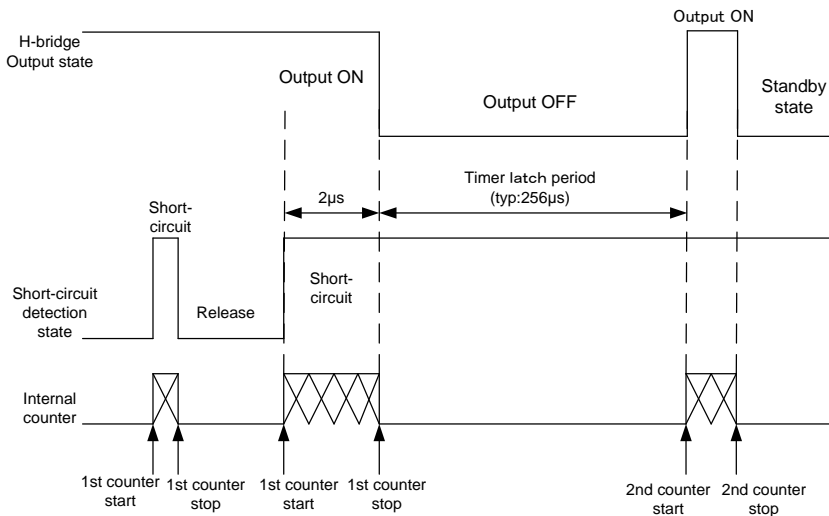 Output ON
H-bridge
Output state
Output ON
Standby
state
Output OFF
Timer latch period
(typ:256µs)
2µs
Short-
circuit
Short-circuit
detection
state
Release
Short-
circuit
Internal
counter
1st counter
start
1st counter
stop
1st counter
start
1st counter
stop
2nd counter
start
2nd counter
stop